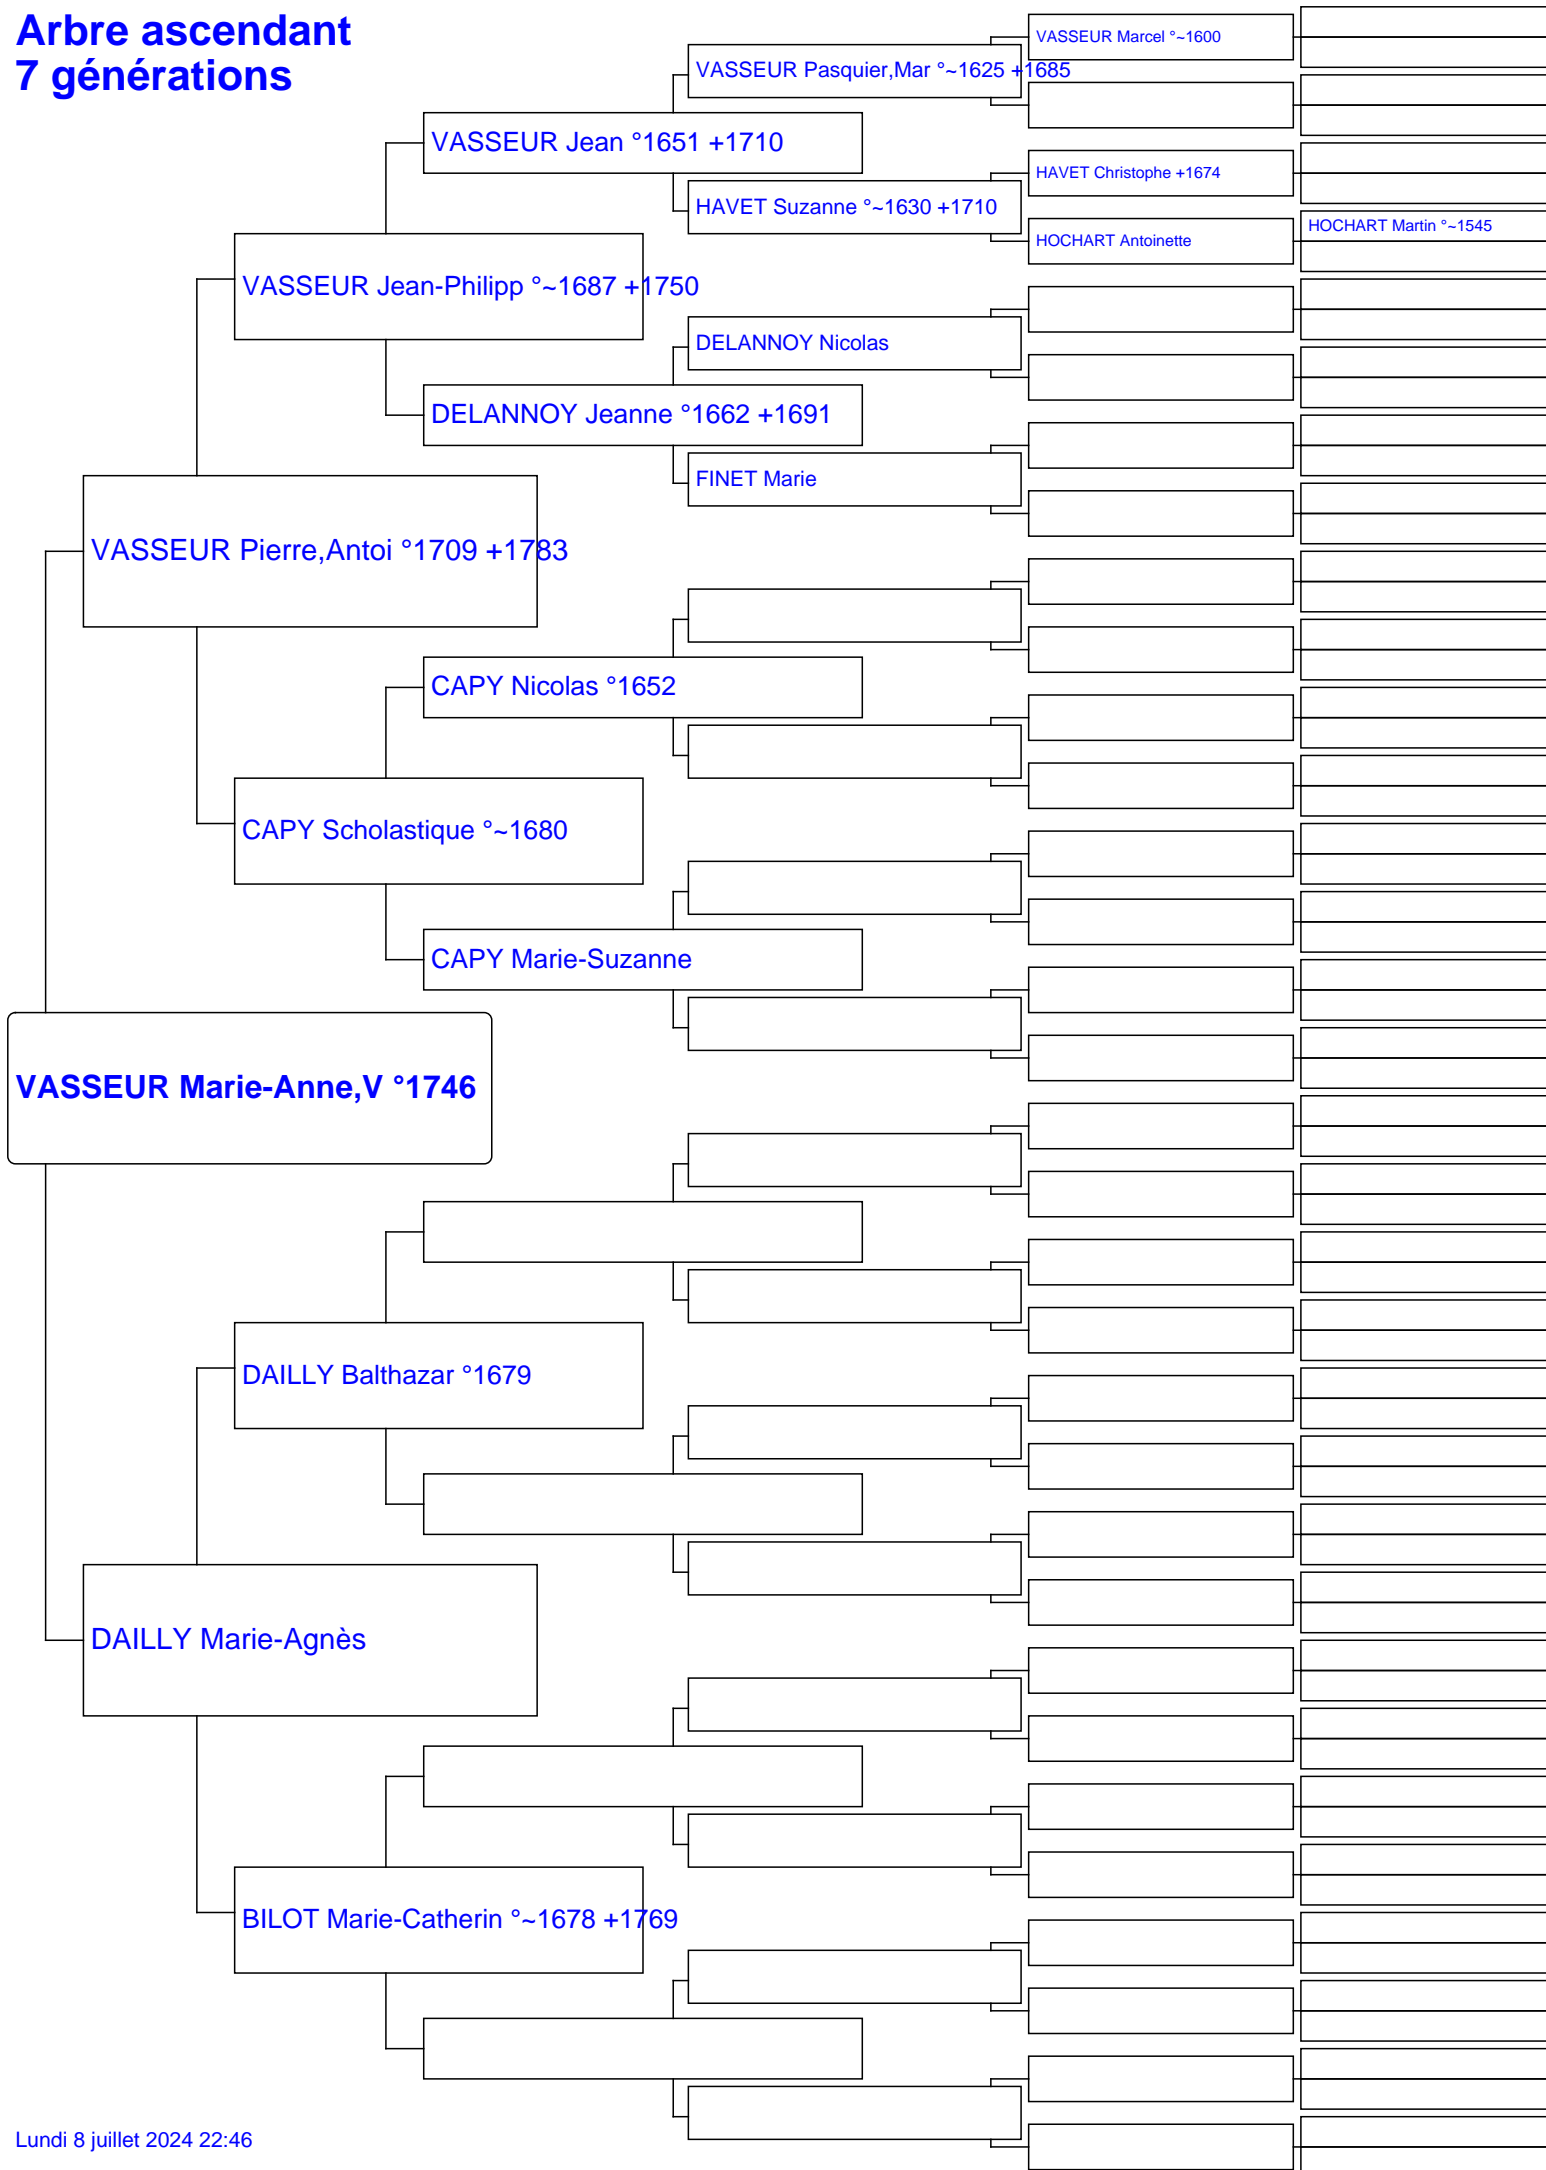 Arbre ascendant
7 générations
VASSEUR Marcel °~1600
VASSEUR Pasquier,Mar °~1625 +1685
VASSEUR Jean °1651 +1710
HAVET Christophe +1674
HAVET Suzanne °~1630 +1710
HOCHART Martin °~1545
HOCHART Antoinette
VASSEUR Jean-Philipp °~1687 +1750
DELANNOY Nicolas
DELANNOY Jeanne °1662 +1691
FINET Marie
VASSEUR Pierre,Antoi °1709 +1783
CAPY Nicolas °1652
CAPY Scholastique °~1680
CAPY Marie-Suzanne
VASSEUR Marie-Anne,V °1746
DAILLY Balthazar °1679
DAILLY Marie-Agnès
BILOT Marie-Catherin °~1678 +1769
Lundi 8 juillet 2024 22:46